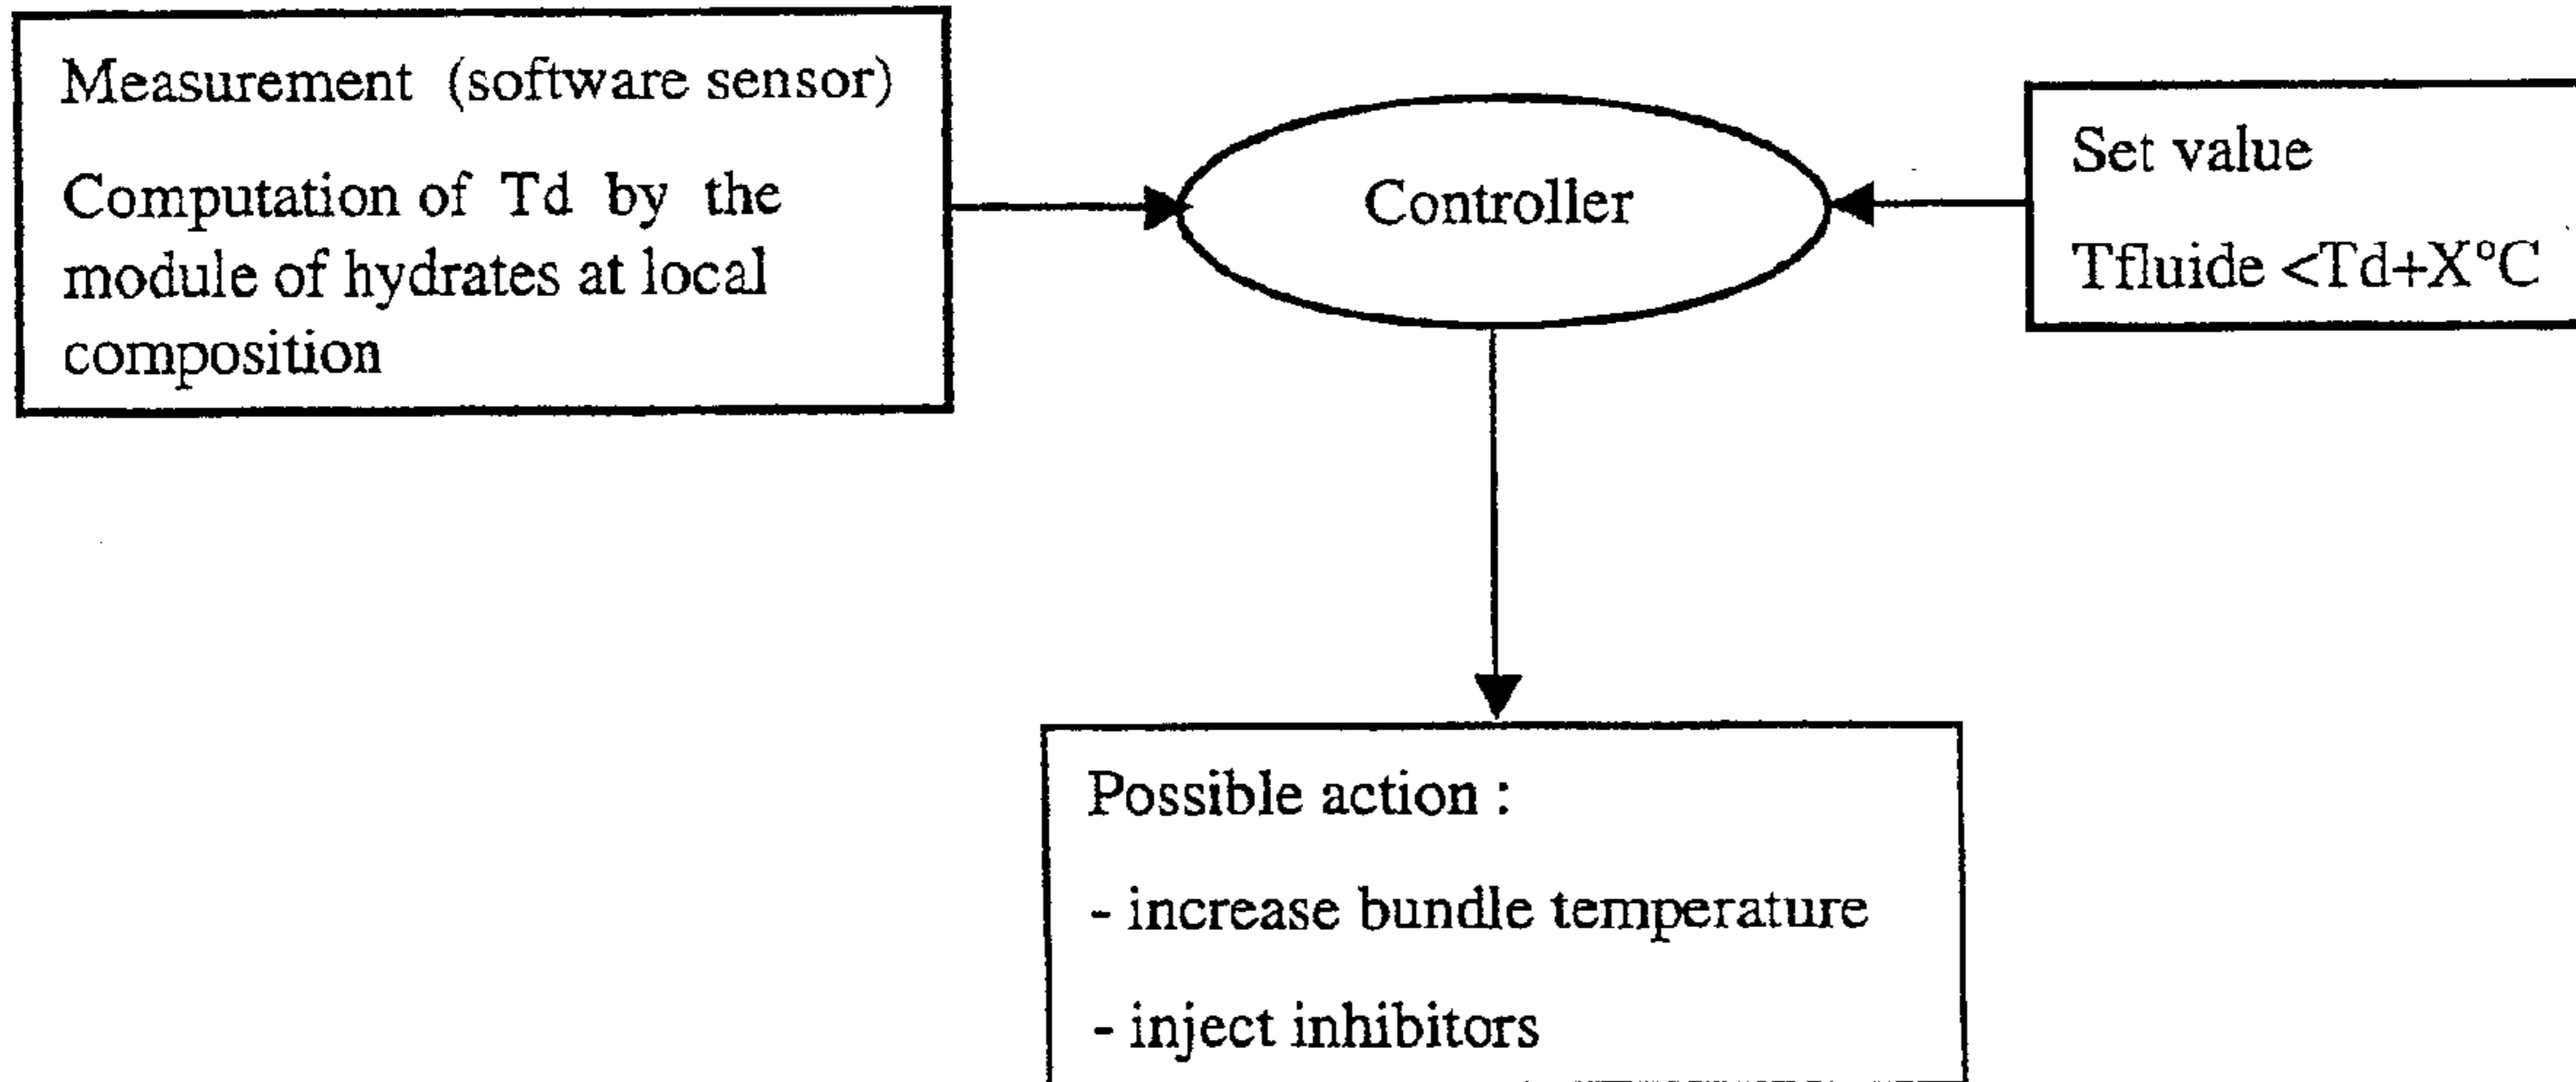 Measurement (software sensor)
Computation of Td by the
module of hydrates at local
composition
Controller
Set value
Tfluide <Td+X°C
Possible action :
- increase bundle temperature
- inject inhibitors